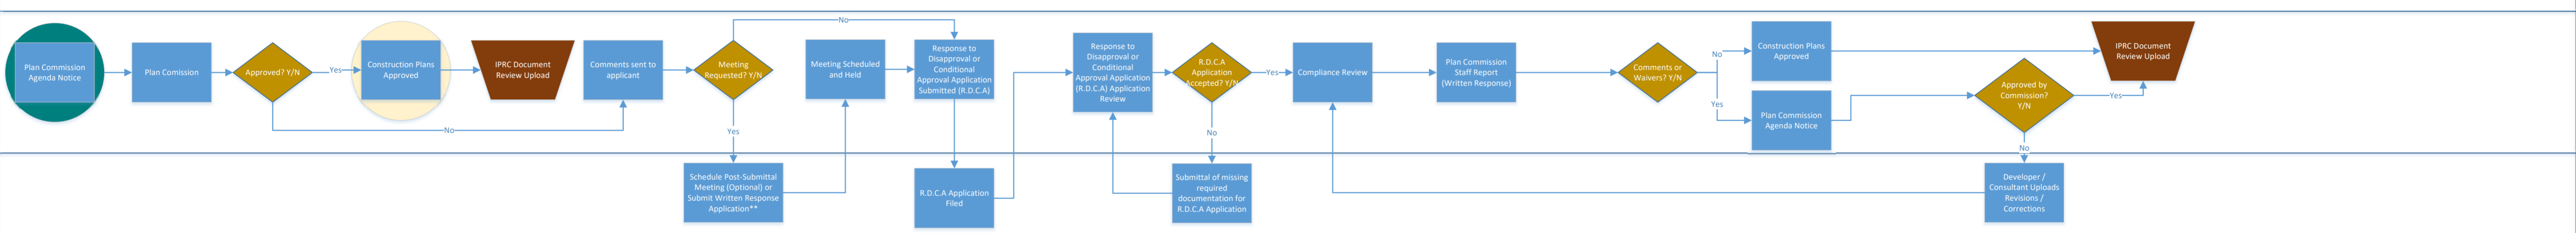 Plan Commission
Agenda Notice
Plan Comission
Approved? Y/N
Yes
No
Construction Plans
Approved
IPRC Document
Review Upload
Comments sent to
applicant
Meeting
Requested? Y/N
No
Yes
Schedule Post-Submittal
Meeting (Optional) or
Submit Written Response
Application**
Meeting Scheduled
and Held
Response to
Disapproval or
Conditional
Approval Application
Submitted (R.D.C.A)
R.D.C.A Application
Filed
Response to
Disapproval or
Conditional
Approval Application
(R.D.C.A) Application
Review
R.D.C.A
Application
Accepted? Y/N
Yes
No
Submittal of missing
required
documentation for
R.D.C.A Application
Compliance Review
Plan Commission
Staff Report
(Written Response)
Comments or
Waivers? Y/N
No
Yes
Construction Plans
Approved
Plan Commission
Agenda Notice
Approved by
Commission?
Y/N
Yes
No
IPRC Document
Review Upload
Developer /
Consultant Uploads
Revisions /
Corrections